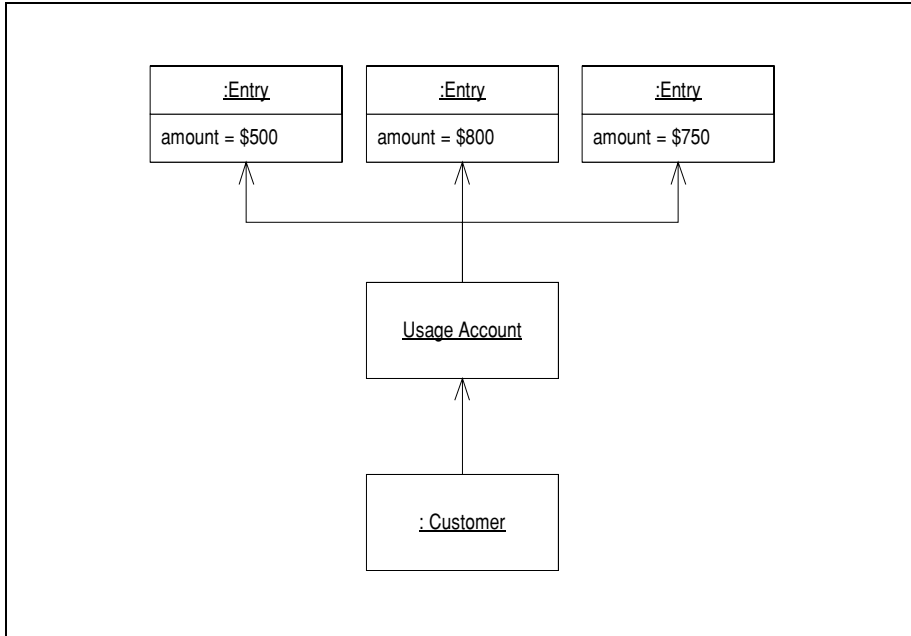 :Entry
:Entry
:Entry
amount = $500
amount = $800
amount = $750
Usage Account
: Customer